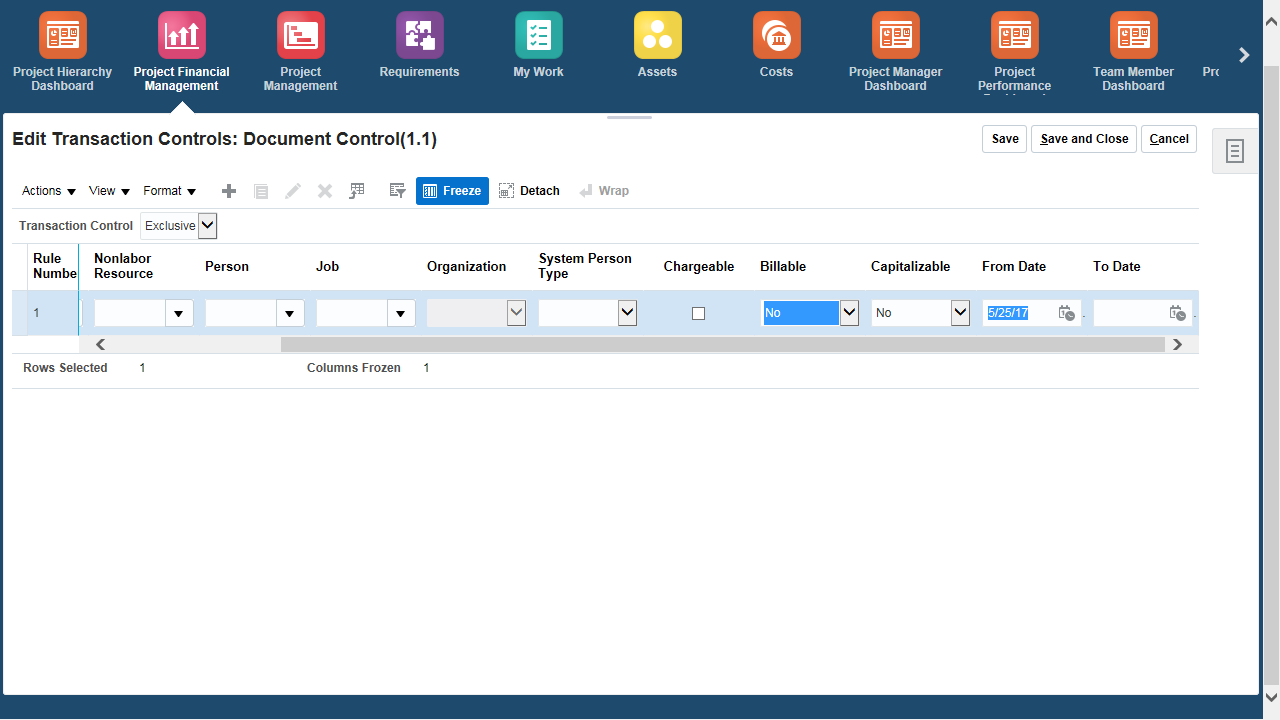 Project Hierarchy Dashboard
Project Financial Management
Project Management
Requirements
My Work
Assets
Costs
Project Manager Dashboard
Project Performance
Team Member Dashboard
Edit Transaction Controls: Document Control(1.1)
Save
Save and Close
Cancel
Actions View Format Freeze Detach Wrap
Transaction Control Exclusive
Rule Numbe Nonlabor Resource Person Job Organization System Person Type Chargeable Billable Capitalizable From Date To Date
1 No No 5/25/17
Rows Selected 1 Columns Frozen 1